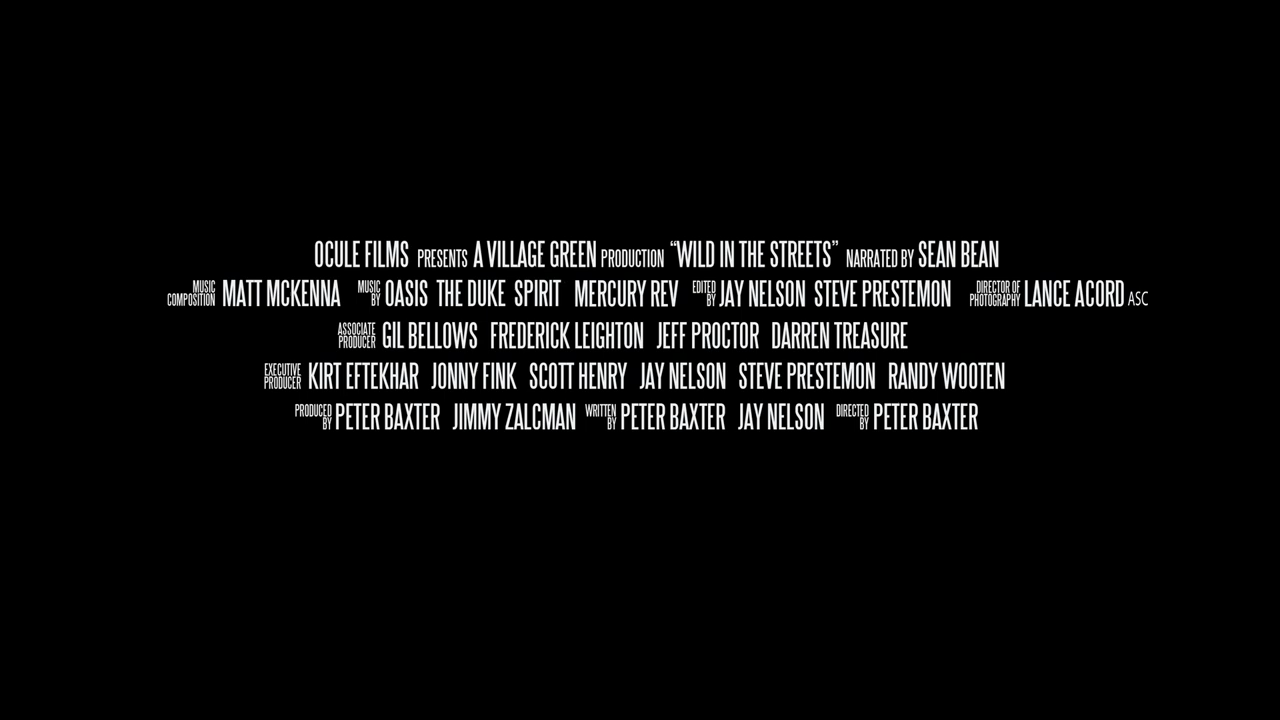 OCULE FILMS PRESENTS A VILLAGE GREEN PRODUCTION “WILD IN THE STREETS” NARRATED BY SEAN BEAN
MUSIC COMPOSITION MATT MCKENNA MUSIC BY OASIS THE DUKE SPIRIT MERCURY REV EDITED BY JAY NELSON STEVE PRESTEMON DIRECTOR OF PHOTOGRAPHY LANCE ACORD ASC
ASSOCIATE PRODUCER GIL BELLOWS FREDERICK LEIGHTON JEFF PROCTOR DARREN TREASURE
EXECUTIVE PRODUCER KIRT EFTEKHAR JONNY FINK SCOTT HENRY JAY NELSON STEVE PRESTEMON RANDY WOOTEN
PRODUCED BY PETER BAXTER JIMMY ZALCMAN WRITTEN BY PETER BAXTER JAY NELSON DIRECTED BY PETER BAXTER